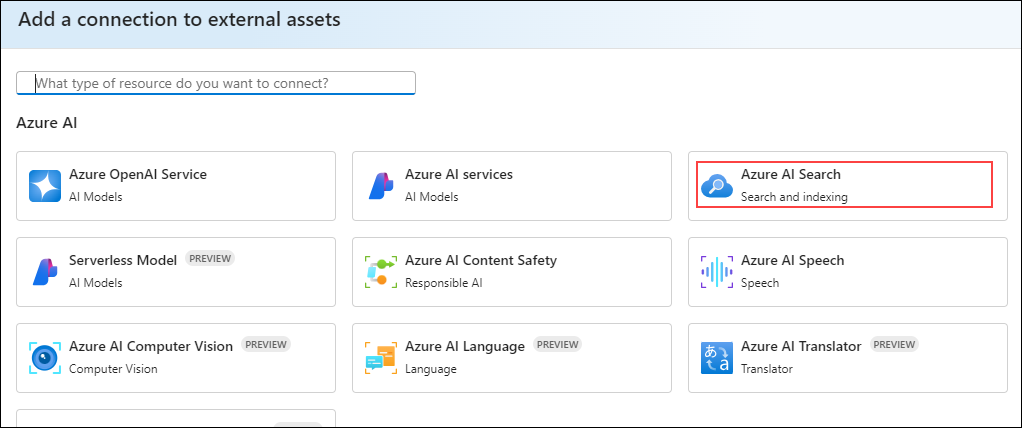 Add a connection to external assets
What type of resource do you want to connect?
Azure AI
Azure OpenAI Service
AI Models
Azure AI services
AI Models
Azure AI Search
Search and indexing
Serverless Model PREVIEW
AI Models
Azure AI Content Safety
Responsible AI
Azure AI Speech
Speech
Azure AI Computer Vision PREVIEW
Computer Vision
Azure AI Language PREVIEW
Language
Azure AI Translator PREVIEW
Translator